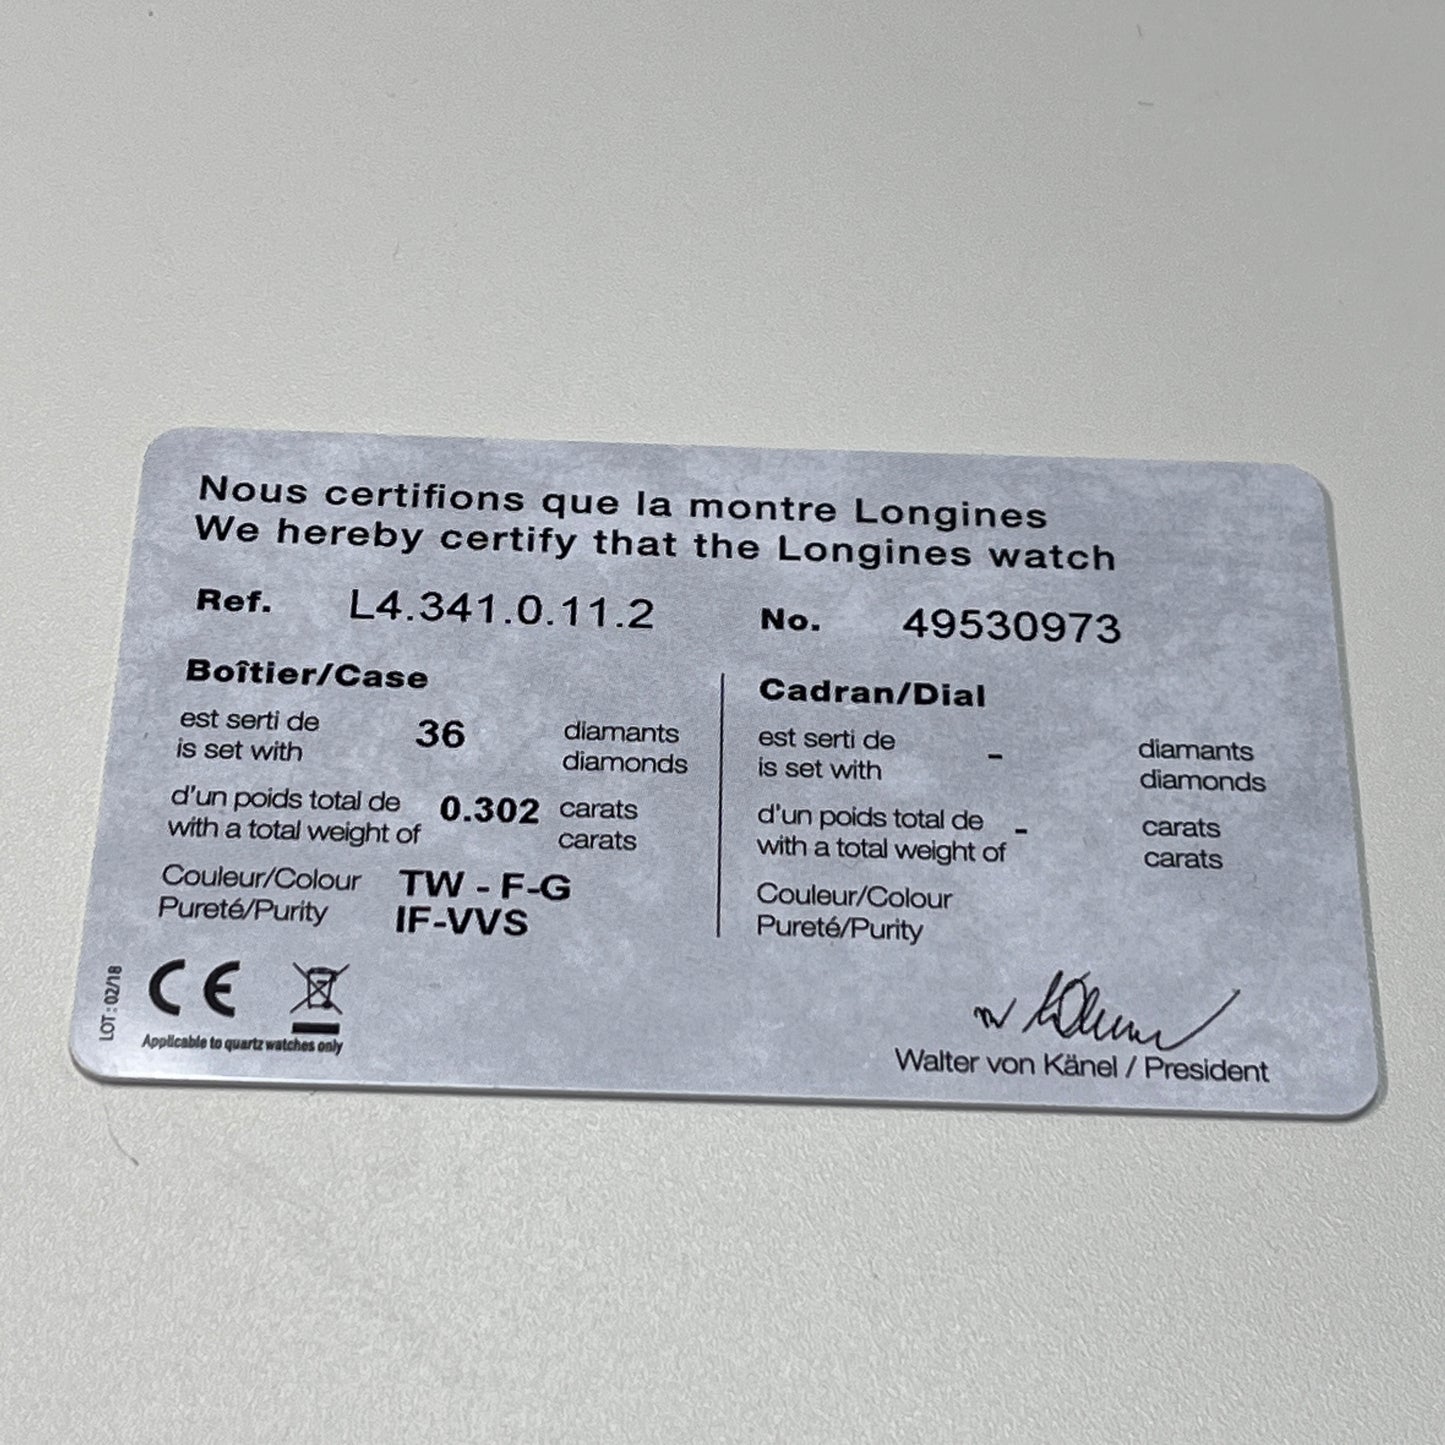 Nous certifions que la montre Longines
We hereby certify that the Longines watch
Ref. L4.341.0.11.2 No. 49530973
Boîtier/Case
est serti de
is set with
36
diamants
diamonds
d'un poids total de
with a total weight of
0.302
carats
carats
Couleur/Colour TW - F-G
Pureté/Purity IF-VVS
Cadran/Dial
est serti de
is set with
-
diamants
diamonds
d'un poids total de
with a total weight of
-
carats
carats
Couleur/Colour
Pureté/Purity
LOT : 02/18
CE
Applicable to quartz watches only
Walter von Känel / President